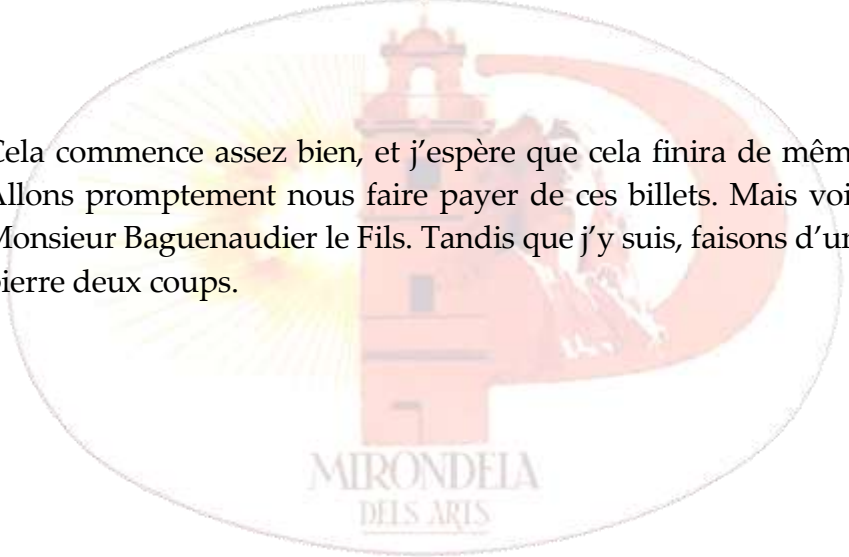 Cela commence assez bien, et j’espère que cela finira de mêm
Allons promptement nous faire payer de ces billets. Mais voi
Monsieur Baguenaudier le Fils. Tandis que j’y suis, faisons d’un
pierre deux coups.
MIRONDELA
DELS ARTS